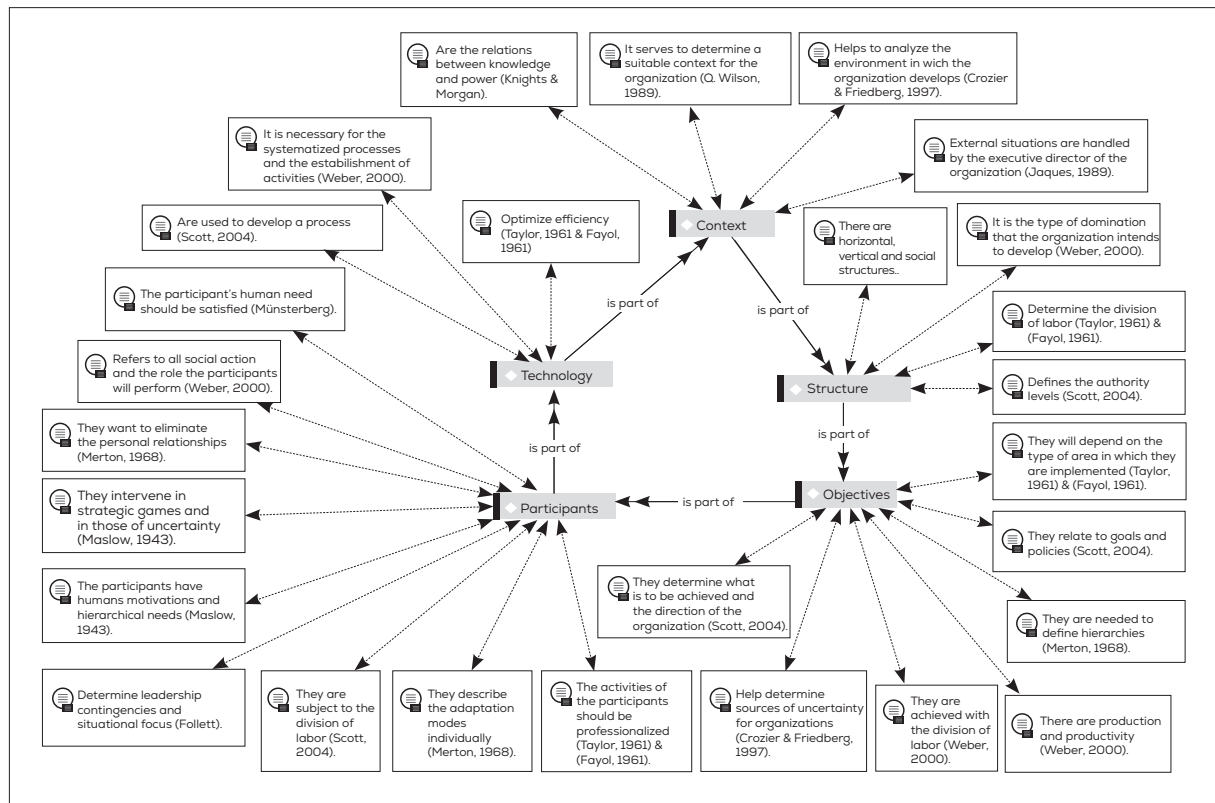 Are the relations
between knowledge
and power (Knights &
Morgan).
It serves to determine a
suitable context for the
organization (Q. Wilson,
1989).
Helps to analyze the
environment in wich the
organization develops (Crozier
& Friedberg, 1997).
It is necessary for the
systematized processes
and the estabilishment of
activities (Weber, 2000).
External situations are handled
by the executive director of the
organization (Jaques, 1989).
Are used to develop a process
(Scott, 2004).
Optimize efficiency
(Taylor, 1961 & Fayol,
1961)
Context
There are
horizontal,
vertical and social
structures..
It is the type of domination
that the organization intends
to develop (Weber, 2000).
The participant's human need
should be satisfied (Münsterberg).
is part of
is part of
Determine the division
of labor (Taylor, 1961) &
(Fayol, 1961).
Refers to all social action
and the role the participants
will perform (Weber, 2000).
Technology
Structure
Defines the authority
levels (Scott, 2004).
They want to eliminate
the personal relationships
(Merton, 1968).
is part of
is part of
They will depend on the
type of area in which they
are implemented (Taylor,
1961) & (Fayol, 1961).
They intervene in
strategic games and
in those of uncertainty
(Maslow, 1943).
Participants
is part of
Objectives
They relate to goals and
policies (Scott, 2004).
The participants have
humans motivations and
hierarchical needs (Maslow,
1943).
They determine what
is to be achieved and
the direction of the
organization (Scott, 2004).
They are needed to
define hierarchies
(Merton, 1968).
Determine leadership
contingencies and
situational focus (Follett).
They are
subject to the
division of
labor (Scott,
2004).
They describe
the adaptation
modes
individually
(Merton, 1968).
The activities of
the participants
should be
professionalized
(Taylor, 1961) &
(Fayol, 1961).
Help determine
sources of uncertainty
for organizations
(Crozier & Friedberg,
1997).
They are
achieved with
the division of
labor (Weber,
2000).
There are production
and productivity
(Weber, 2000).